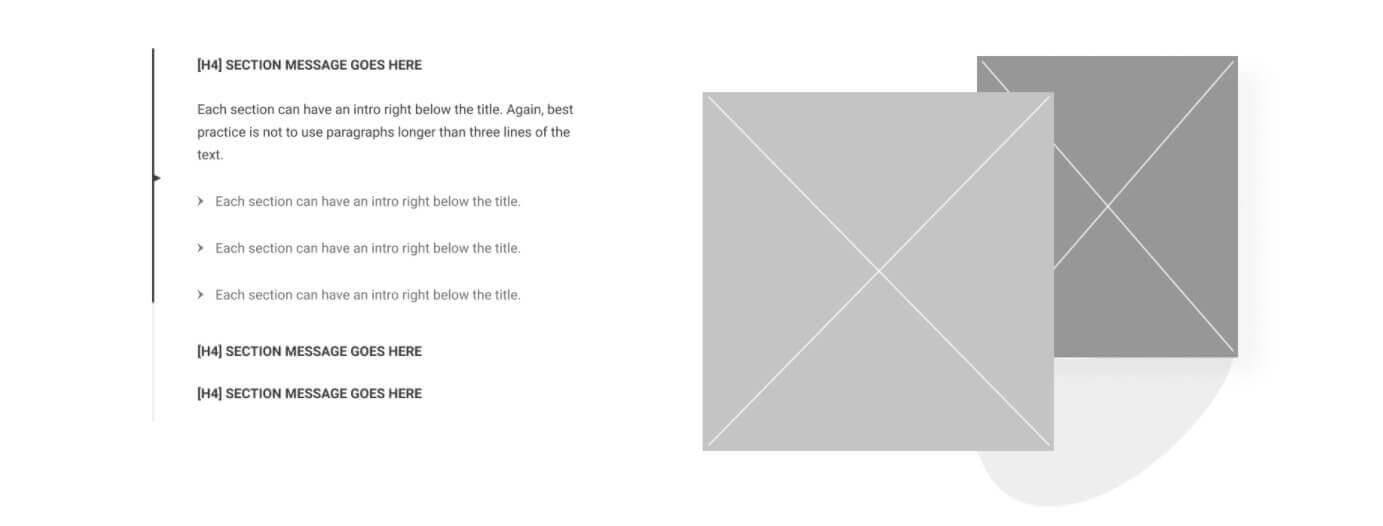 [H4] SECTION MESSAGE GOES HERE
Each section can have an intro right below the title. Again, best
practice is not to use paragraphs longer than three lines of the
text.
Each section can have an intro right below the title.
Each section can have an intro right below the title.
Each section can have an intro right below the title.
[H4] SECTION MESSAGE GOES HERE
[H4] SECTION MESSAGE GOES HERE